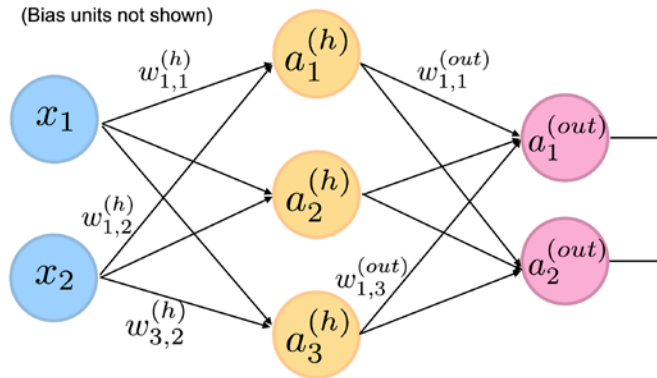 (Bias units not shown)
w_{1,1}^{(h)}
a_1^{(h)}
w_{1,1}^{(out)}
x_1
a_1^{(out)}
a_2^{(h)}
w_{1,2}^{(h)}
x_2
w_{1,3}^{(out)}
a_2^{(out)}
w_{3,2}^{(h)}
a_3^{(h)}